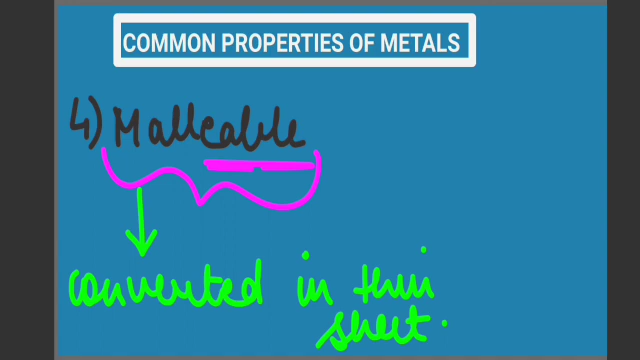 COMMON PROPERTIES OF METALS
4) Malleable
converted in thin
sheet.